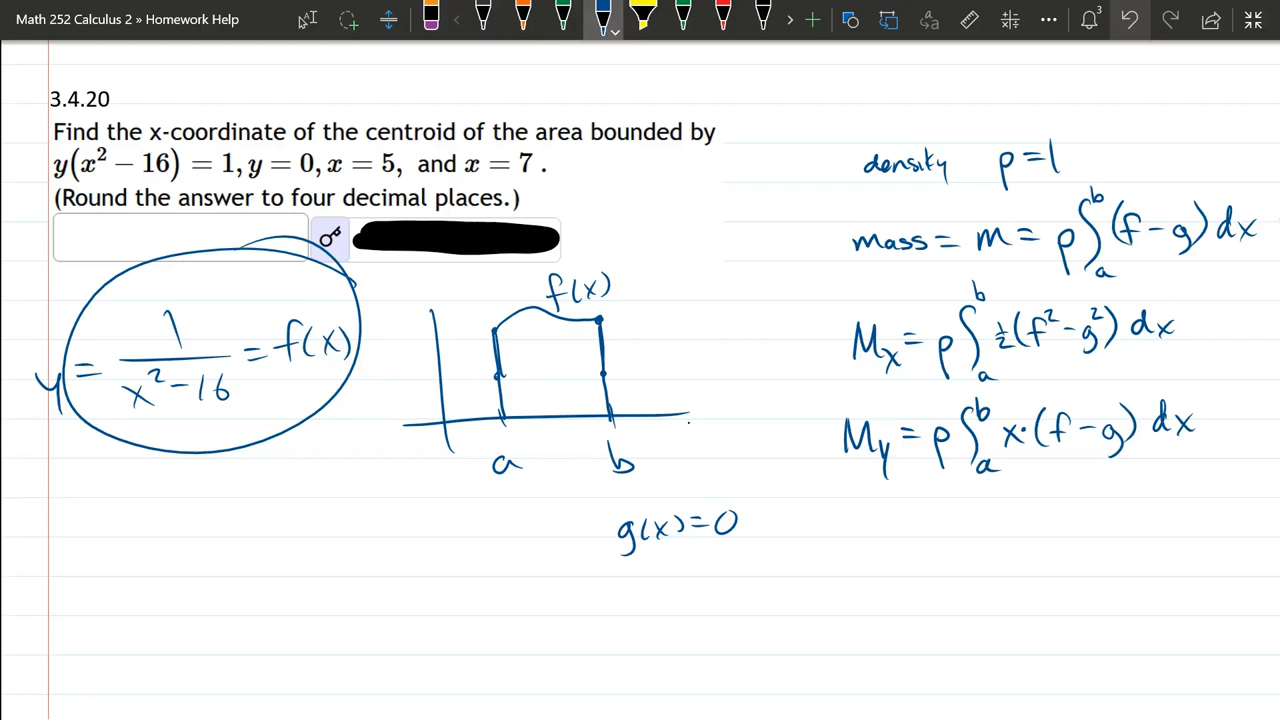 Math 252 Calculus 2 » Homework Help
3
3.4.20
Find the x-coordinate of the centroid of the area bounded by
y(x² − 16) = 1, y = 0, x = 5, and x = 7 .
(Round the answer to four decimal places.)
y = 1/(x² − 16) = f(x)
f(x)
a b
g(x) = 0
density ρ = 1
mass = m = ρ ∫ₐᵇ (f − g) dx
Mₓ = ρ ∫ₐᵇ ½(f² − g²) dx
My = ρ ∫ₐᵇ x·(f − g) dx